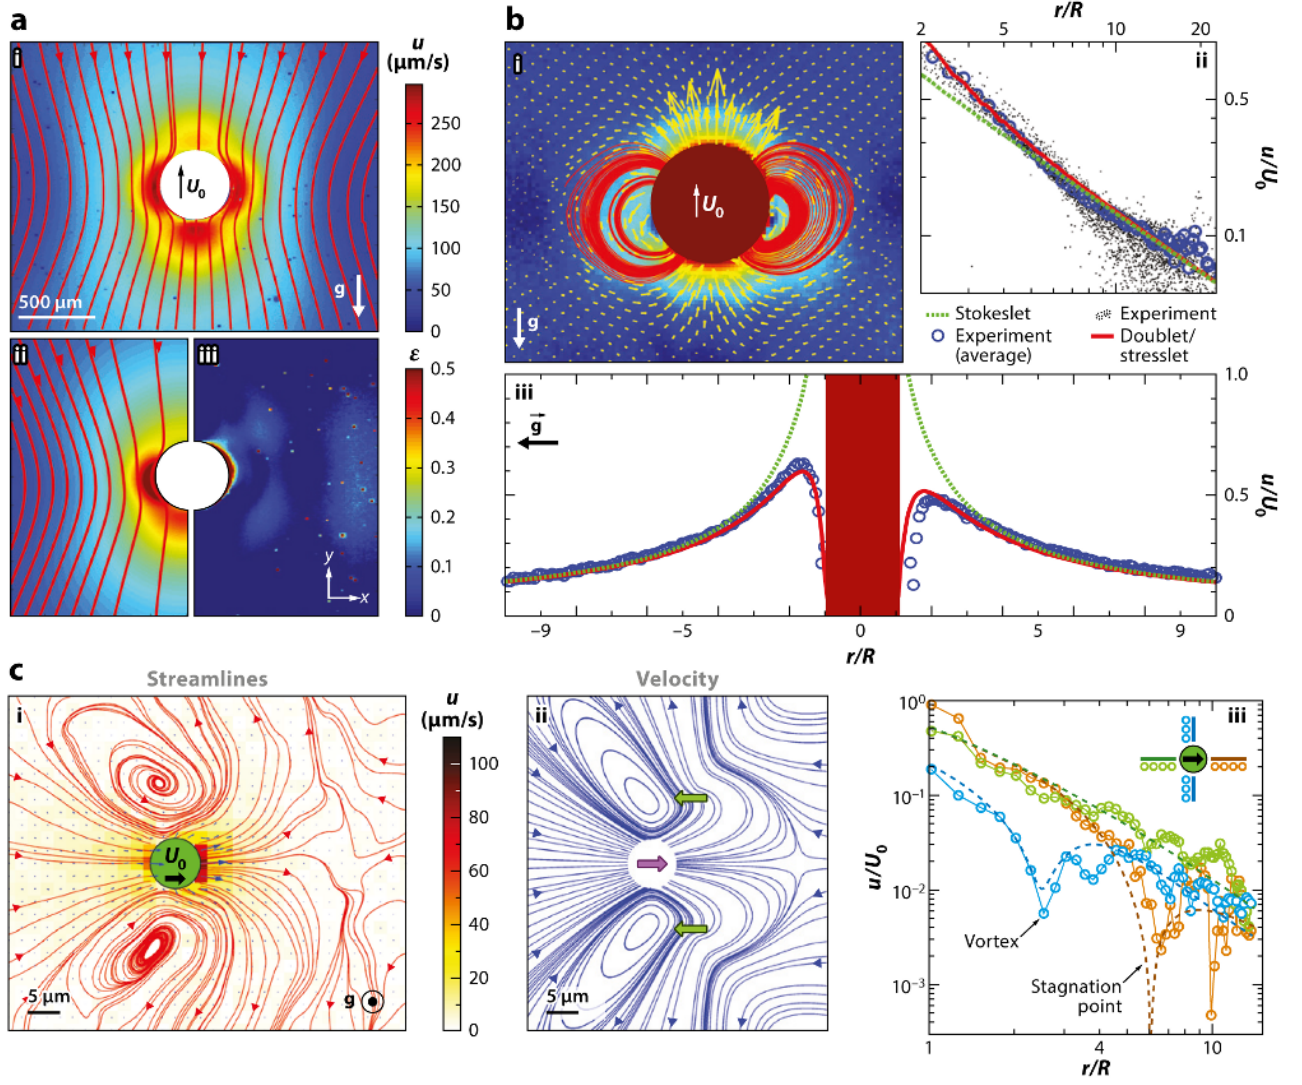 a
i
u
(μm/s)
250
200
150
100
50
0
U0
500 μm
g
ii
iii
ε
0.5
0.4
0.3
0.2
0.1
0
y
x
b
i
U0
g
r/R
2
5
10
20
ii
0.5
0.1
u/U0
Stokeslet
Experiment
(average)
Experiment
Doublet/
stresslet
iii
g
1.0
0.5
0
u/U0
−9
−5
0
5
9
r/R
c
Streamlines
i
U0
5 μm
g
u
(μm/s)
100
80
60
40
20
0
Velocity
ii
5 μm
iii
10^0
10^−1
10^−2
10^−3
u/U0
Vortex
Stagnation
point
1
4
10
r/R